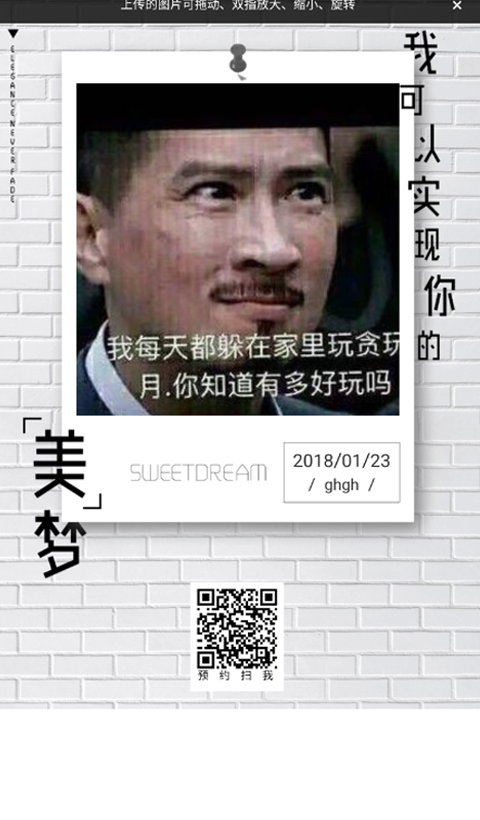 上传的图片可拖动、双指放大、缩小、旋转
×
ELEGANCE NEVER FADE
我可以实现你的
我每天都躲在家里玩贪玩
月.你知道有多好玩吗
SWEETDREAM
2018/01/23
/ ghgh /
「美」梦
预约扫我